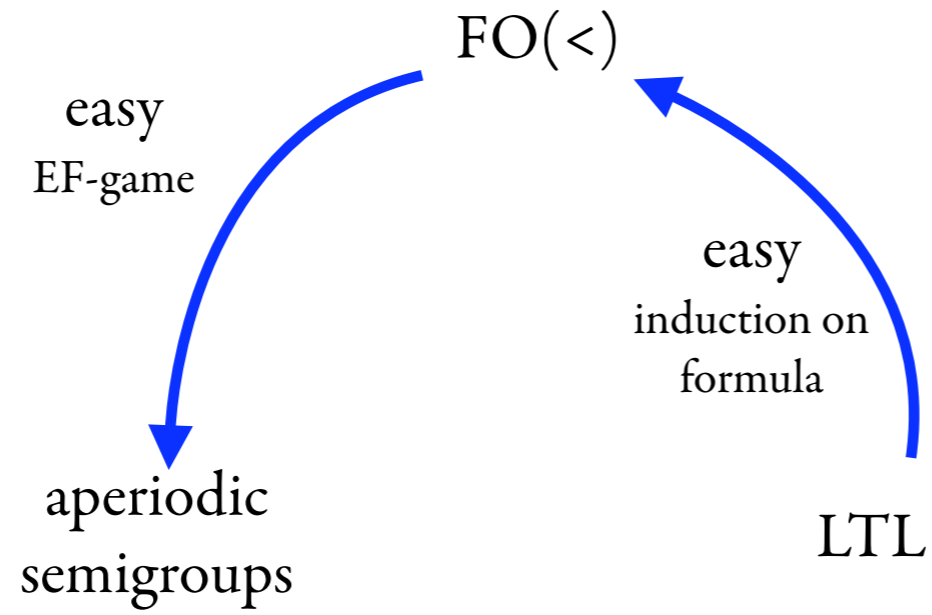 FO(<)
easy
EF-game
easy
induction on
formula
aperiodic
semigroups
LTL